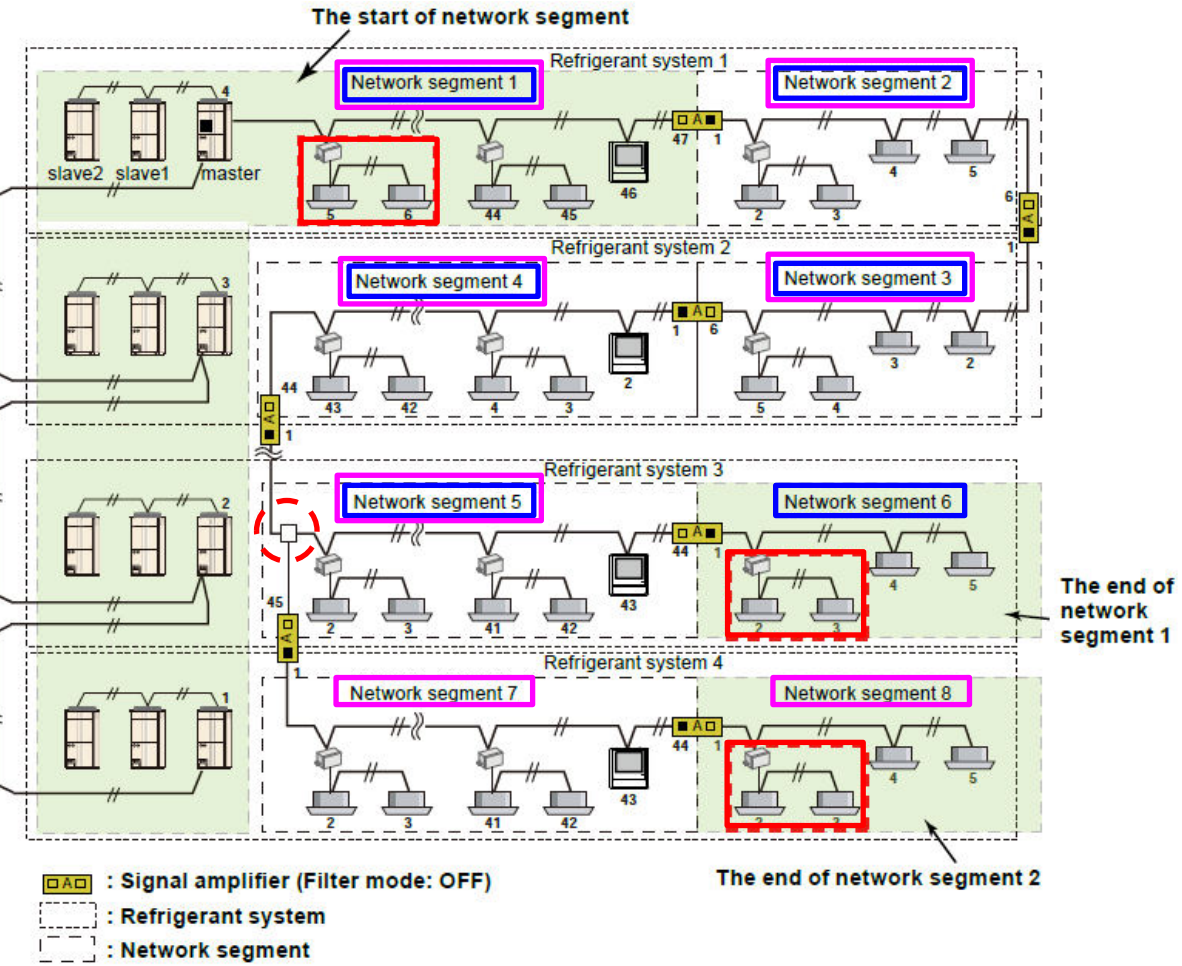 The start of network segment
Refrigerant system 1
Network segment 1
Network segment 2
4
slave2 slave1 master
5 6 44 45 46
47 A 1
2 3 4 5
6 A 1
Refrigerant system 2
Network segment 4
Network segment 3
3
43 42 4 3 2
1 A 6
5 4 3 2
44 A 1
Refrigerant system 3
Network segment 5
Network segment 6
2
2 3 41 42 43
44 A 1
2 3 4 5
The end of
network
segment 1
45 A 1
Refrigerant system 4
Network segment 7
Network segment 8
1
2 3 41 42 43
44 A 1
2 3 4 5
A : Signal amplifier (Filter mode: OFF)
The end of network segment 2
: Refrigerant system
: Network segment